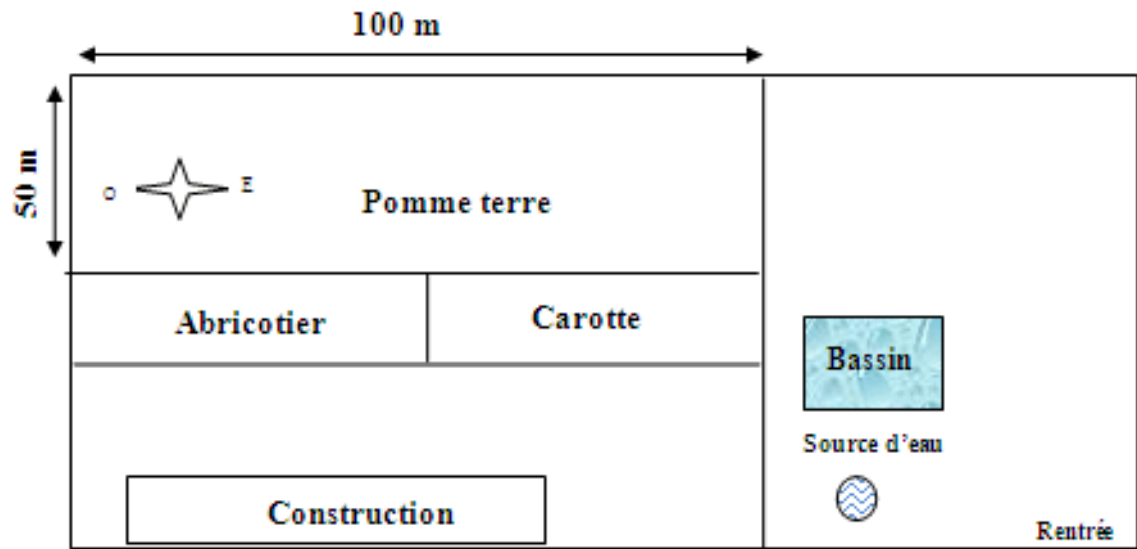 100 m
50 m
O
E
Pomme terre
Abricotier
Carotte
Bassin
Source d'eau
Construction
Rentrée